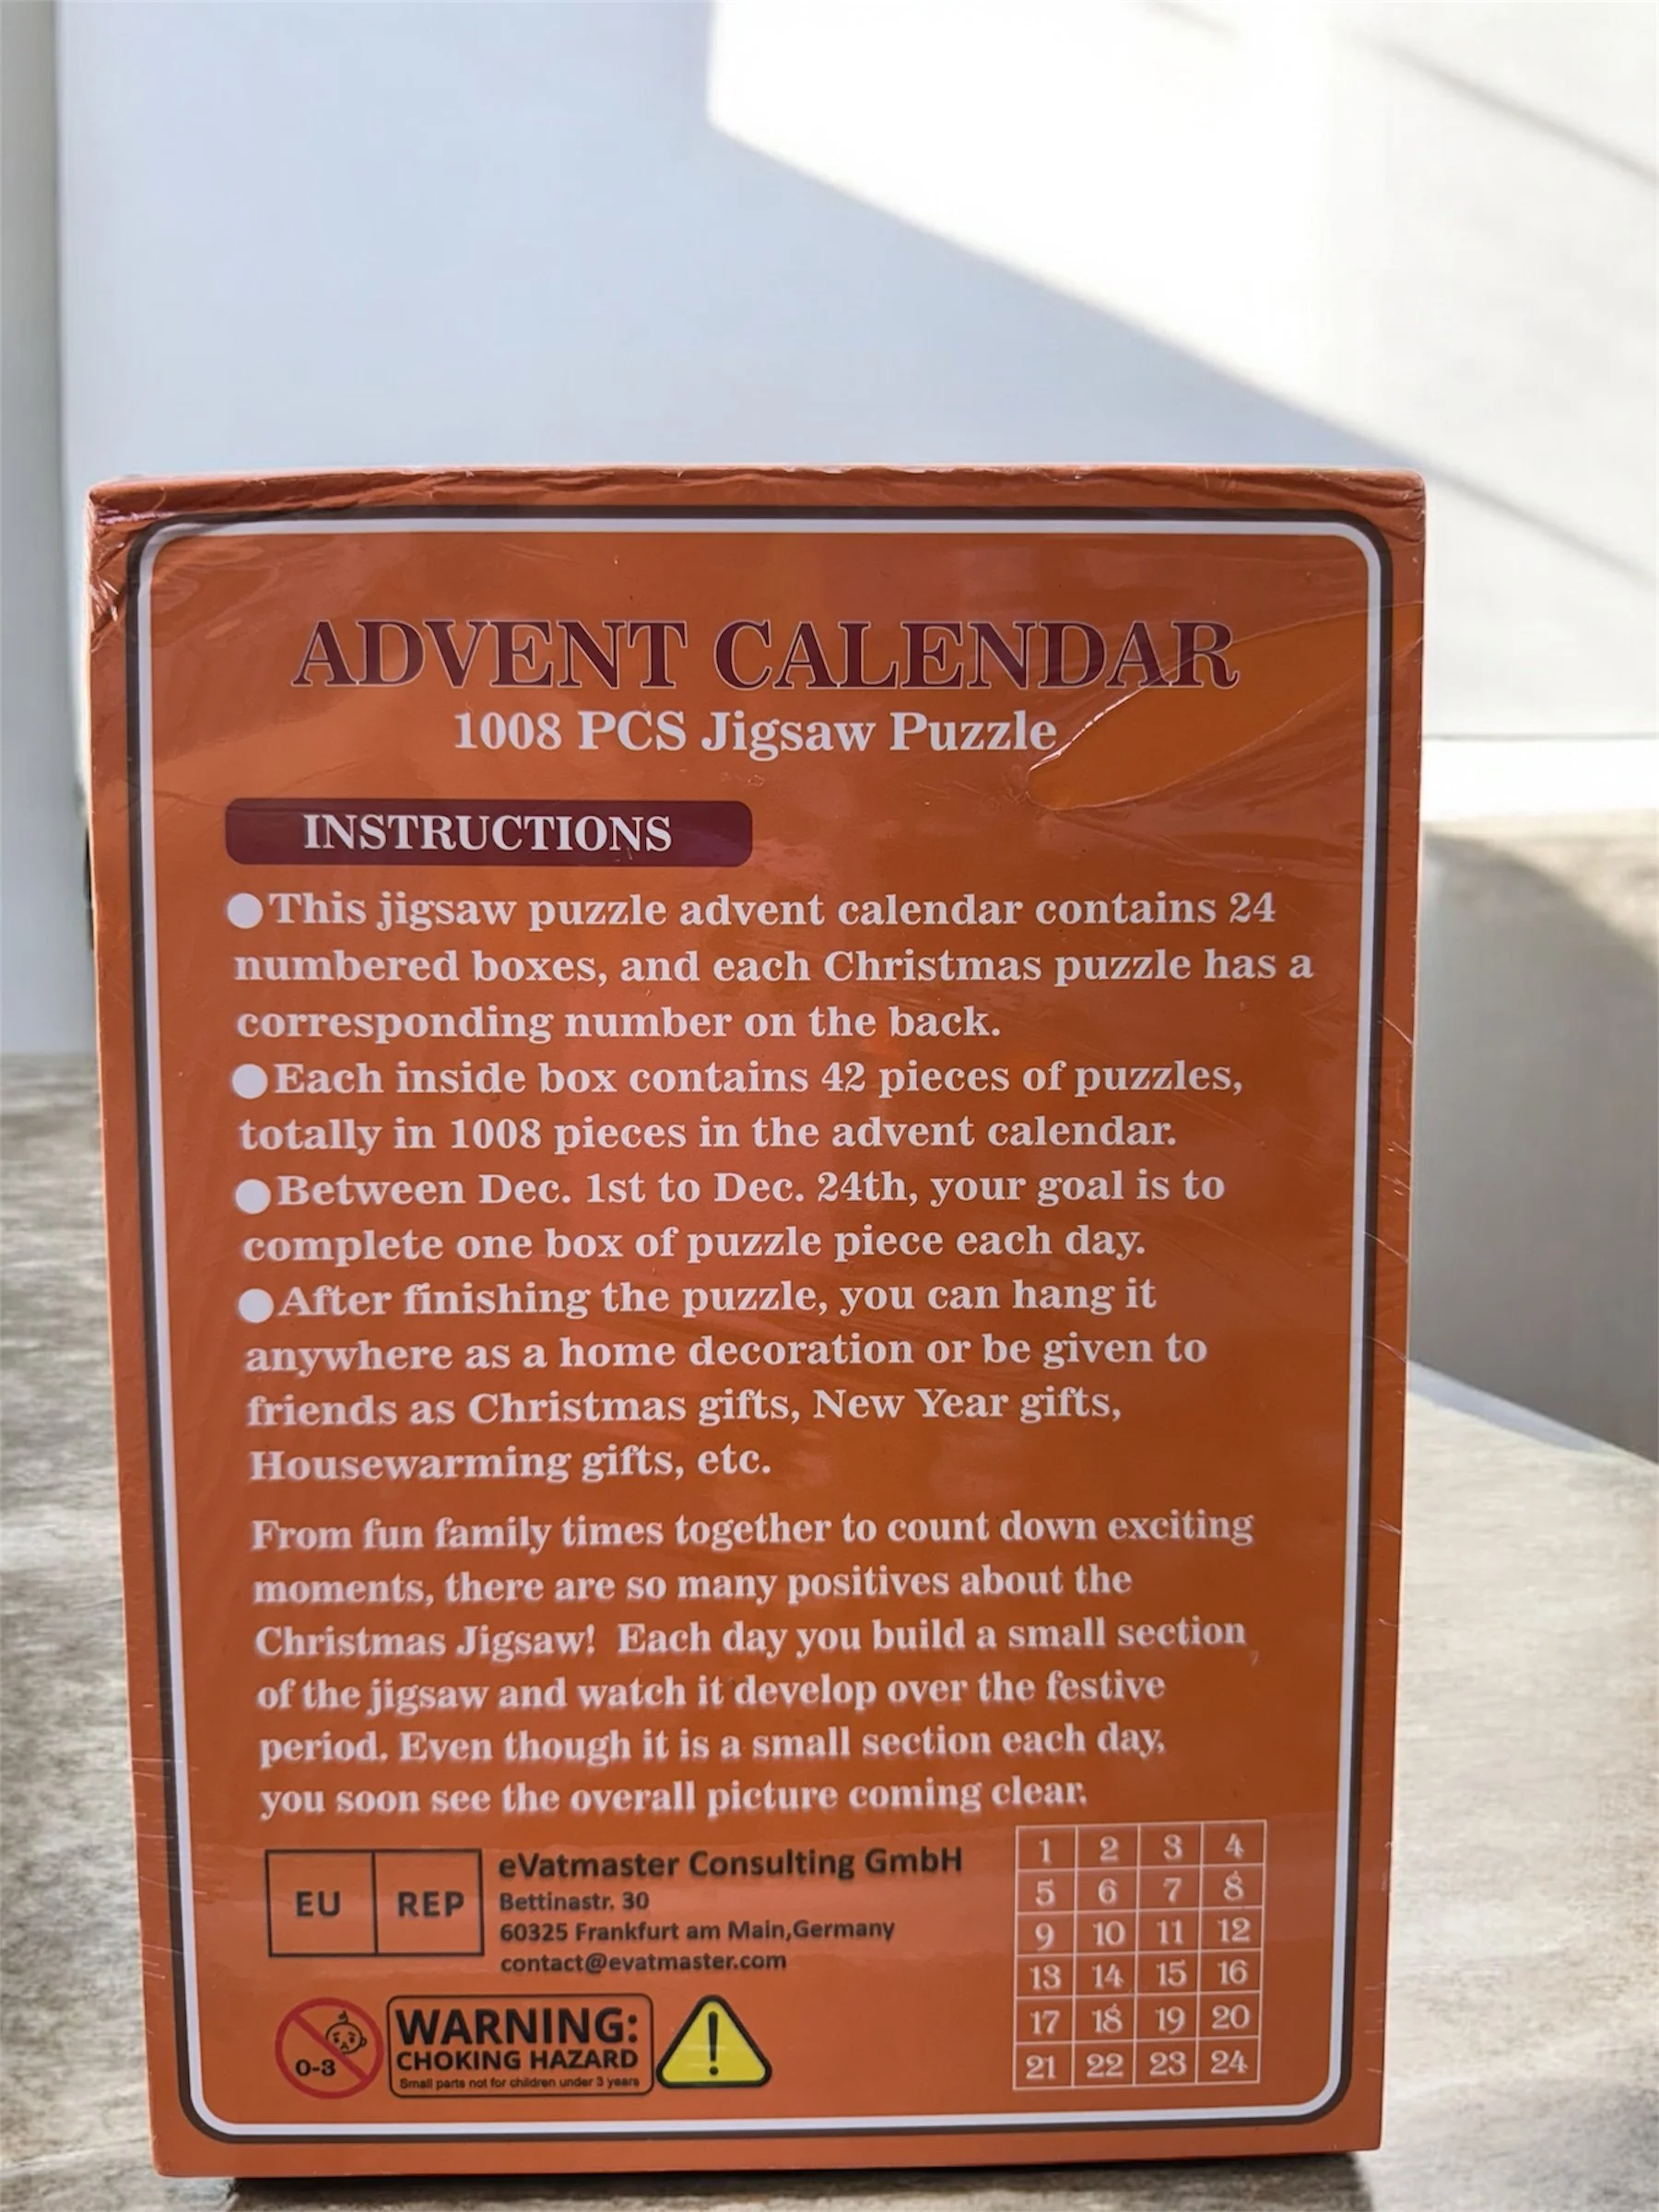 ADVENT CALENDAR
1008 PCS Jigsaw Puzzle
INSTRUCTIONS
●This jigsaw puzzle advent calendar contains 24
numbered boxes, and each Christmas puzzle has a
corresponding number on the back.
●Each inside box contains 42 pieces of puzzles,
totally in 1008 pieces in the advent calendar.
●Between Dec. 1st to Dec. 24th, your goal is to
complete one box of puzzle piece each day.
●After finishing the puzzle, you can hang it
anywhere as a home decoration or be given to
friends as Christmas gifts, New Year gifts,
Housewarming gifts, etc.
From fun family times together to count down exciting
moments, there are so many positives about the
Christmas Jigsaw! Each day you build a small section
of the jigsaw and watch it develop over the festive
period. Even though it is a small section each day,
you soon see the overall picture coming clear.
EU REP
eVatmaster Consulting GmbH
Bettinastr. 30
60325 Frankfurt am Main,Germany
contact@evatmaster.com
0-3
WARNING:
CHOKING HAZARD
Small parts not for children under 3 years
!
1 2 3 4
5 6 7 8
9 10 11 12
13 14 15 16
17 18 19 20
21 22 23 24